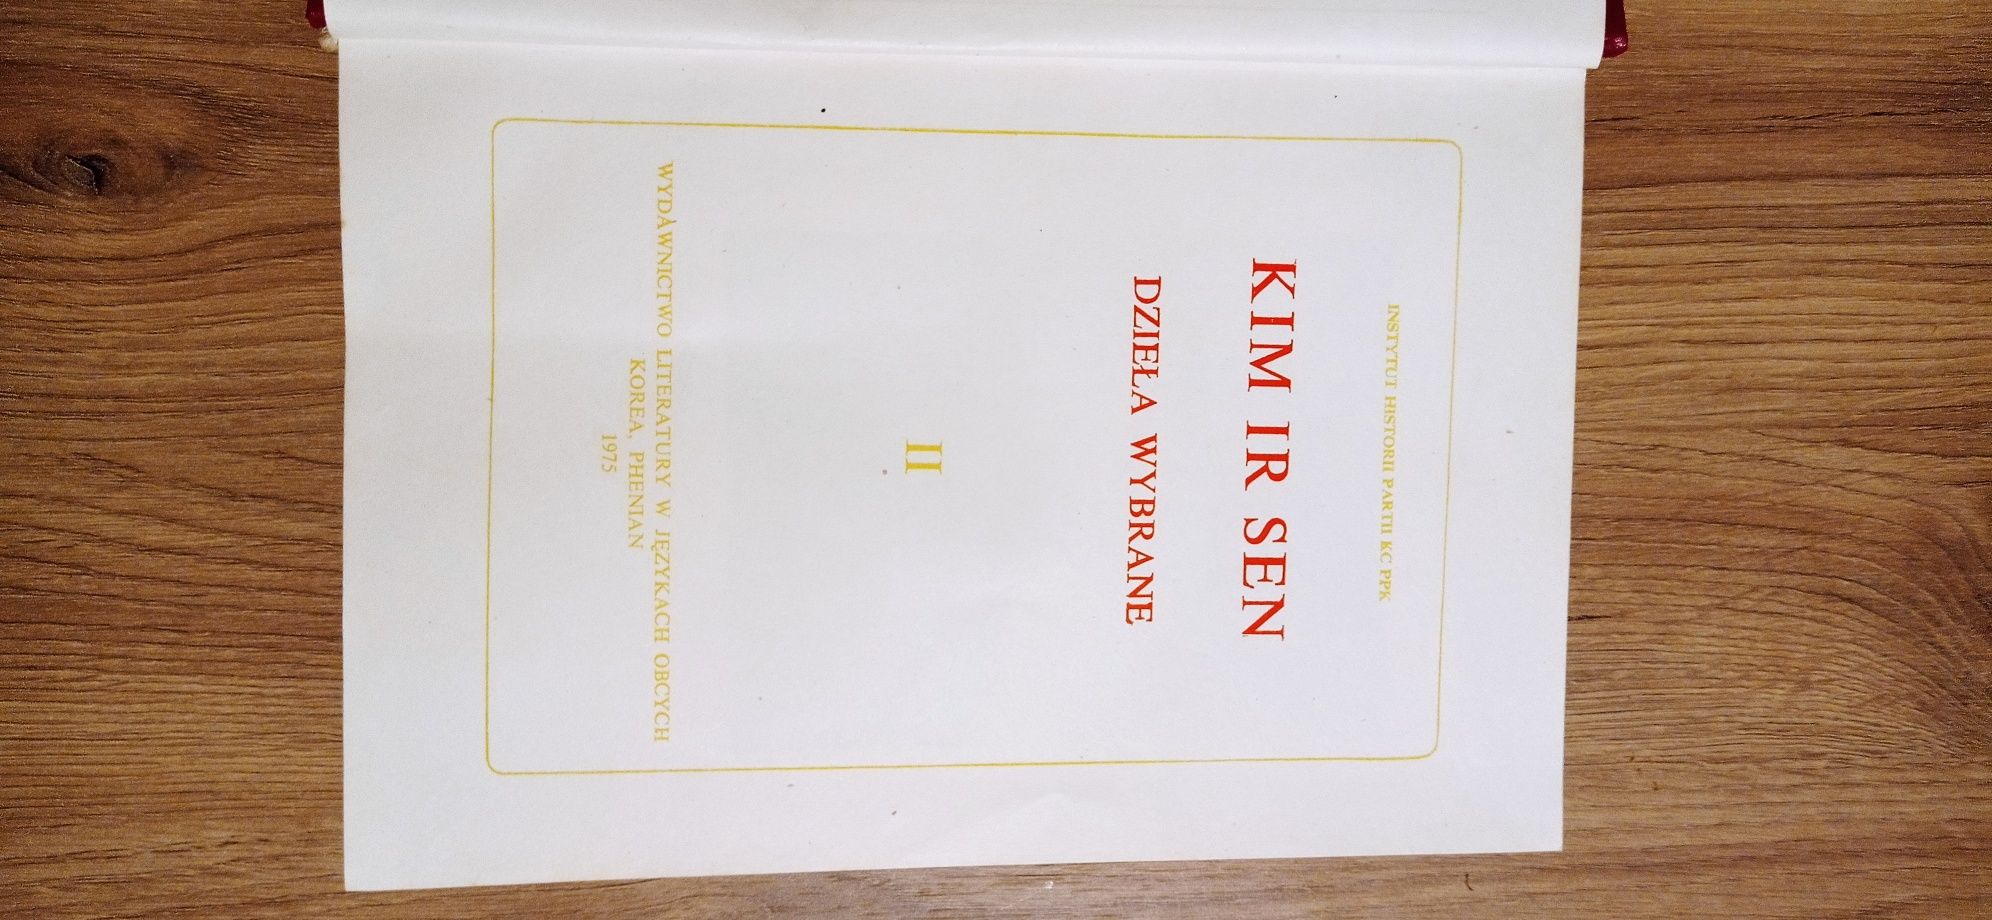 INSTYTUT HISTORII PARTII KC PPK
KIM IR SEN
DZIEŁA WYBRANE
II
WYDAWNICTWO LITERATURY W JĘZYKACH OBCYCH
KOREA, PHENIAN
1975